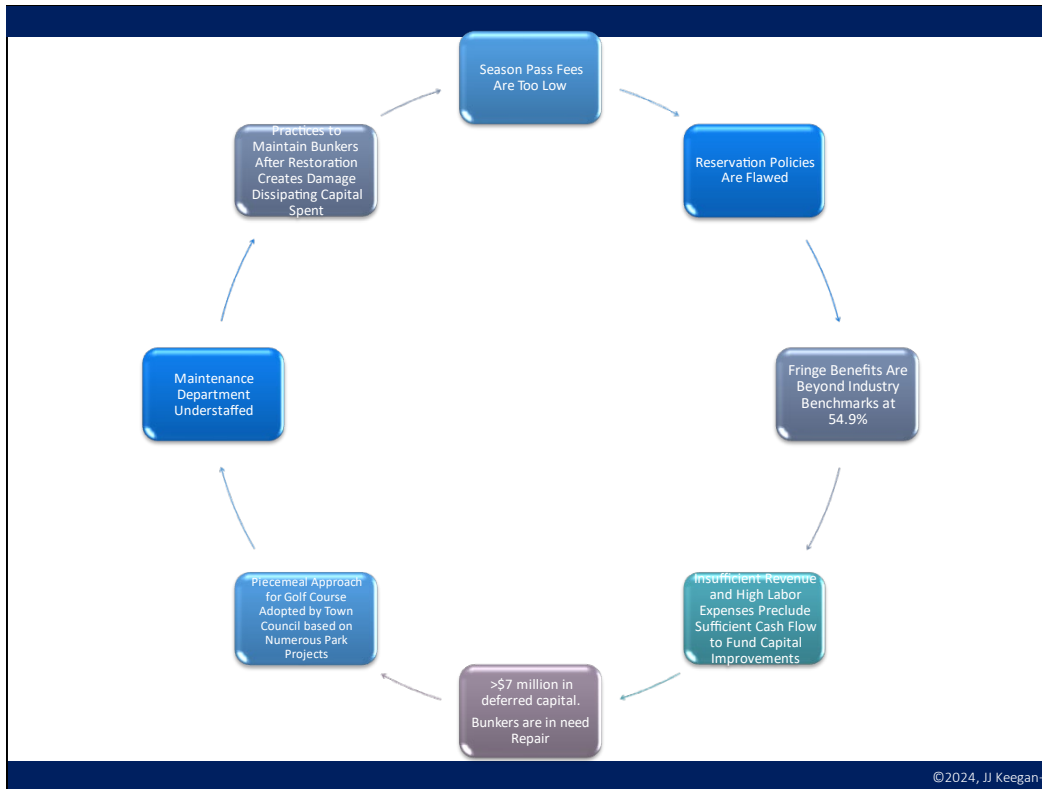 Season Pass Fees
Are Too Low
Reservation Policies
Are Flawed
Fringe Benefits Are
Beyond Industry
Benchmarks at
54.9%
Insufficient Revenue
and High Labor
Expenses Preclude
Sufficient Cash Flow
to Fund Capital
Improvements
>$7 million in
deferred capital.
Bunkers are in need
Repair
Piecemeal Approach
for Golf Course
Adopted by Town
Council based on
Numerous Park
Projects
Maintenance
Department
Understaffed
Practices to
Maintain Bunkers
After Restoration
Creates Damage
Dissipating Capital
Spent
©2024, JJ Keegan-